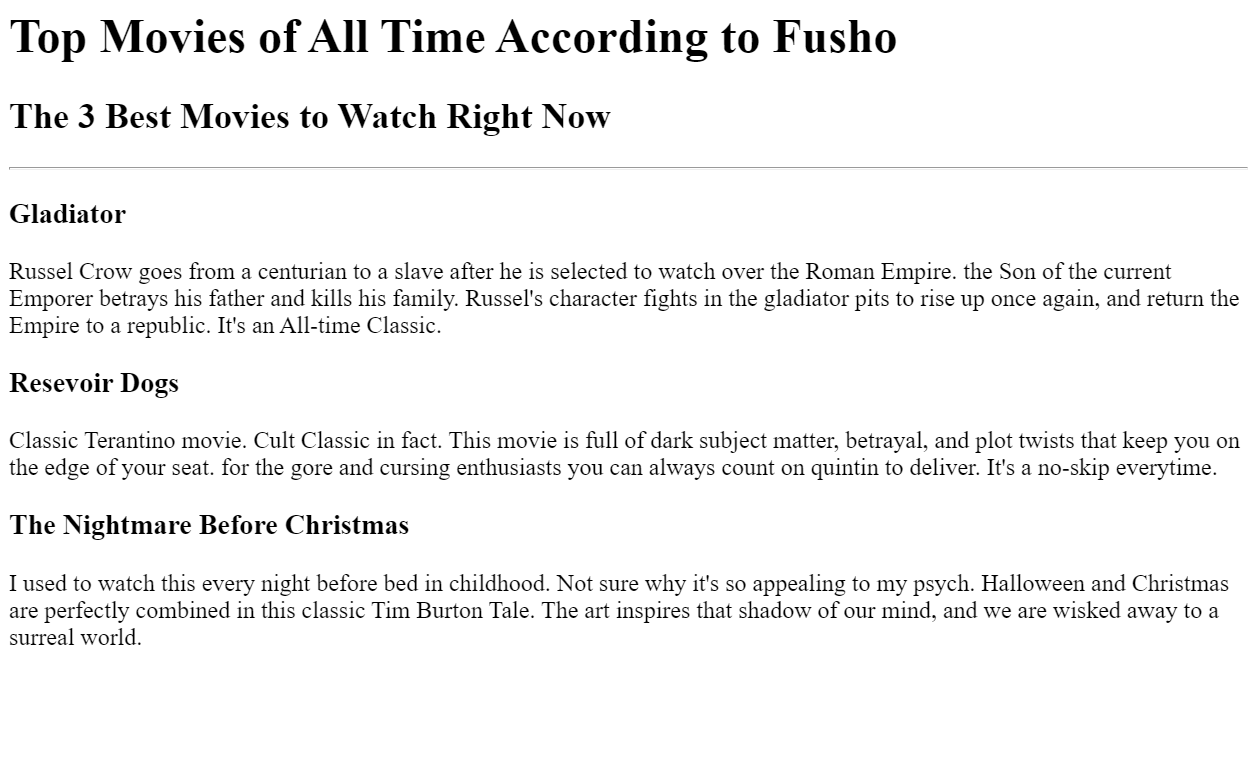 Top Movies of All Time According to Fusho
The 3 Best Movies to Watch Right Now
Gladiator
Russel Crow goes from a centurian to a slave after he is selected to watch over the Roman Empire. the Son of the current
Emporer betrays his father and kills his family. Russel's character fights in the gladiator pits to rise up once again, and return the
Empire to a republic. It's an All-time Classic.
Resevoir Dogs
Classic Terantino movie. Cult Classic in fact. This movie is full of dark subject matter, betrayal, and plot twists that keep you on
the edge of your seat. for the gore and cursing enthusiasts you can always count on quintin to deliver. It's a no-skip everytime.
The Nightmare Before Christmas
I used to watch this every night before bed in childhood. Not sure why it's so appealing to my psych. Halloween and Christmas
are perfectly combined in this classic Tim Burton Tale. The art inspires that shadow of our mind, and we are wisked away to a
surreal world.